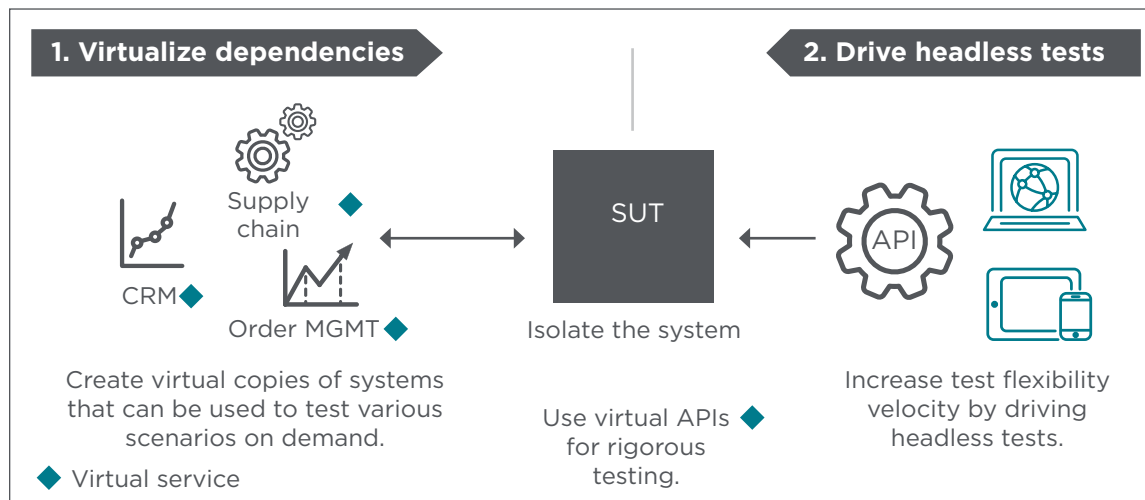 1. Virtualize dependencies
2. Drive headless tests
Supply
chain
CRM
Order MGMT
SUT
API
Isolate the system
Create virtual copies of systems
that can be used to test various
scenarios on demand.
Use virtual APIs
for rigorous
testing.
Increase test flexibility
velocity by driving
headless tests.
Virtual service